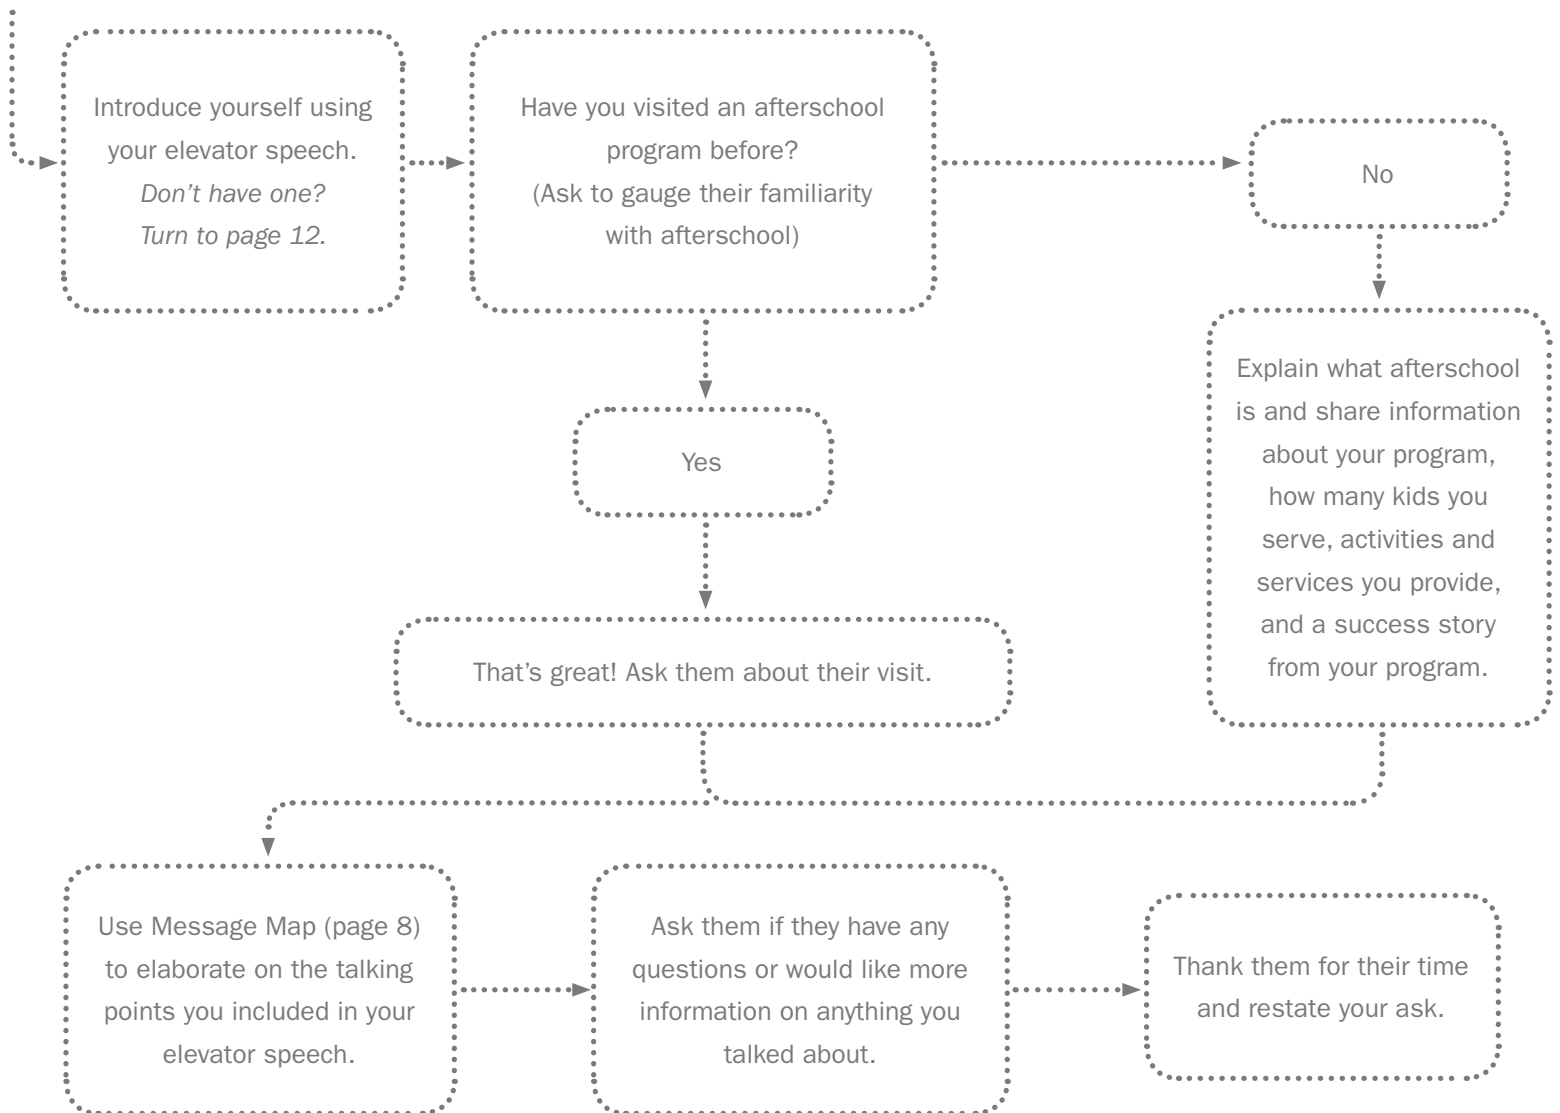 Introduce yourself using
your elevator speech.
Don't have one?
Turn to page 12.
Have you visited an afterschool
program before?
(Ask to gauge their familiarity
with afterschool)
No
Yes
Explain what afterschool
is and share information
about your program,
how many kids you
serve, activities and
services you provide,
and a success story
from your program.
That's great! Ask them about their visit.
Use Message Map (page 8)
to elaborate on the talking
points you included in your
elevator speech.
Ask them if they have any
questions or would like more
information on anything you
talked about.
Thank them for their time
and restate your ask.